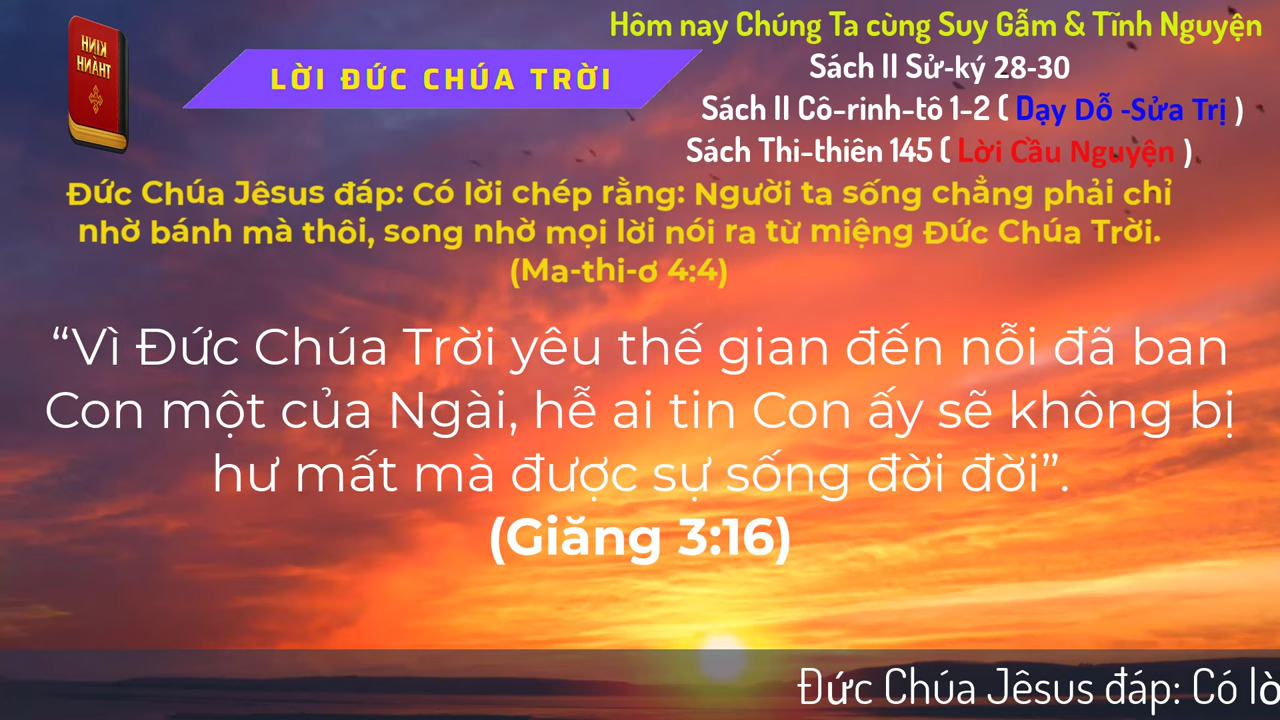 KINH
THÁNH
LỜI ĐỨC CHÚA TRỜI
Hôm nay Chúng Ta cùng Suy Gẫm & Tĩnh Nguyện
Sách II Sử-ký 28-30
Sách II Cô-rinh-tô 1-2 ( Dạy Dỗ -Sửa Trị )
Sách Thi-thiên 145 ( Lời Cầu Nguyện )
Đức Chúa Jêsus đáp: Có lời chép rằng: Người ta sống chẳng phải chỉ
nhờ bánh mà thôi, song nhờ mọi lời nói ra từ miệng Đức Chúa Trời.
(Ma-thi-ơ 4:4)
“Vì Đức Chúa Trời yêu thế gian đến nỗi đã ban
Con một của Ngài, hễ ai tin Con ấy sẽ không bị
hư mất mà được sự sống đời đời”.
(Giăng 3:16)
Đức Chúa Jêsus đáp: Có lờ